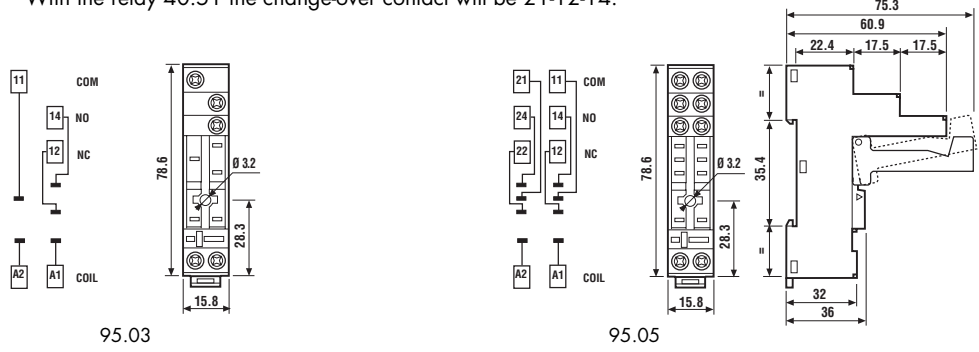 With the relay 40.51 the change-over contact will be 21-12-14.
75.3
60.9
22.4 17.5 17.5
11 COM
14 NO
12 NC
A2 A1 COIL
78.6
Ø 3.2
28.3
15.8
95.03
21 11 COM
24 14 NO
22 12 NC
A2 A1 COIL
78.6
Ø 3.2
28.3
15.8
95.05
=
35.4
=
32
36